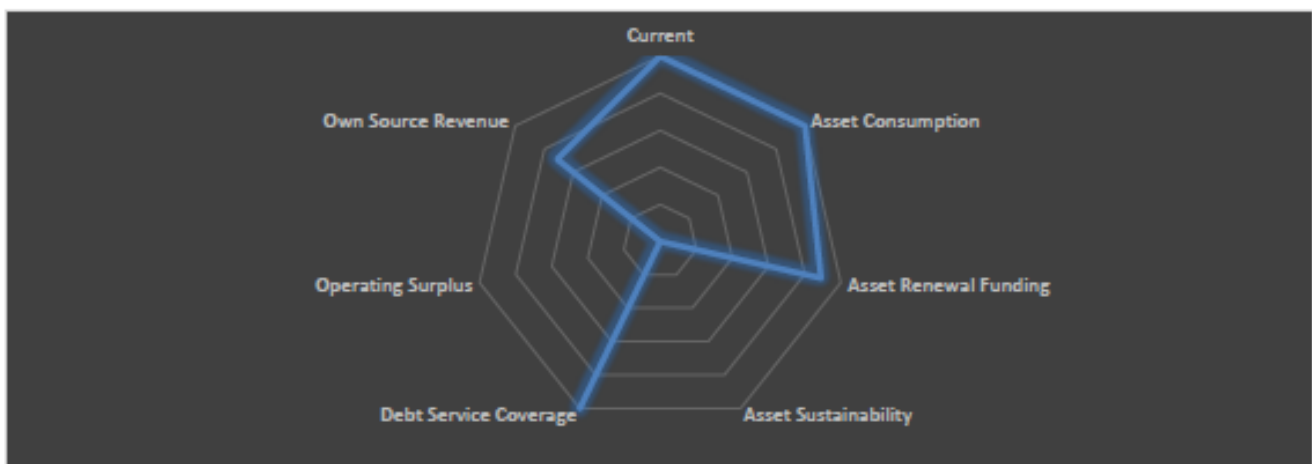 Current
Own Source Revenue
Asset Consumption
Operating Surplus
Asset Renewal Funding
Debt Service Coverage
Asset Sustainability